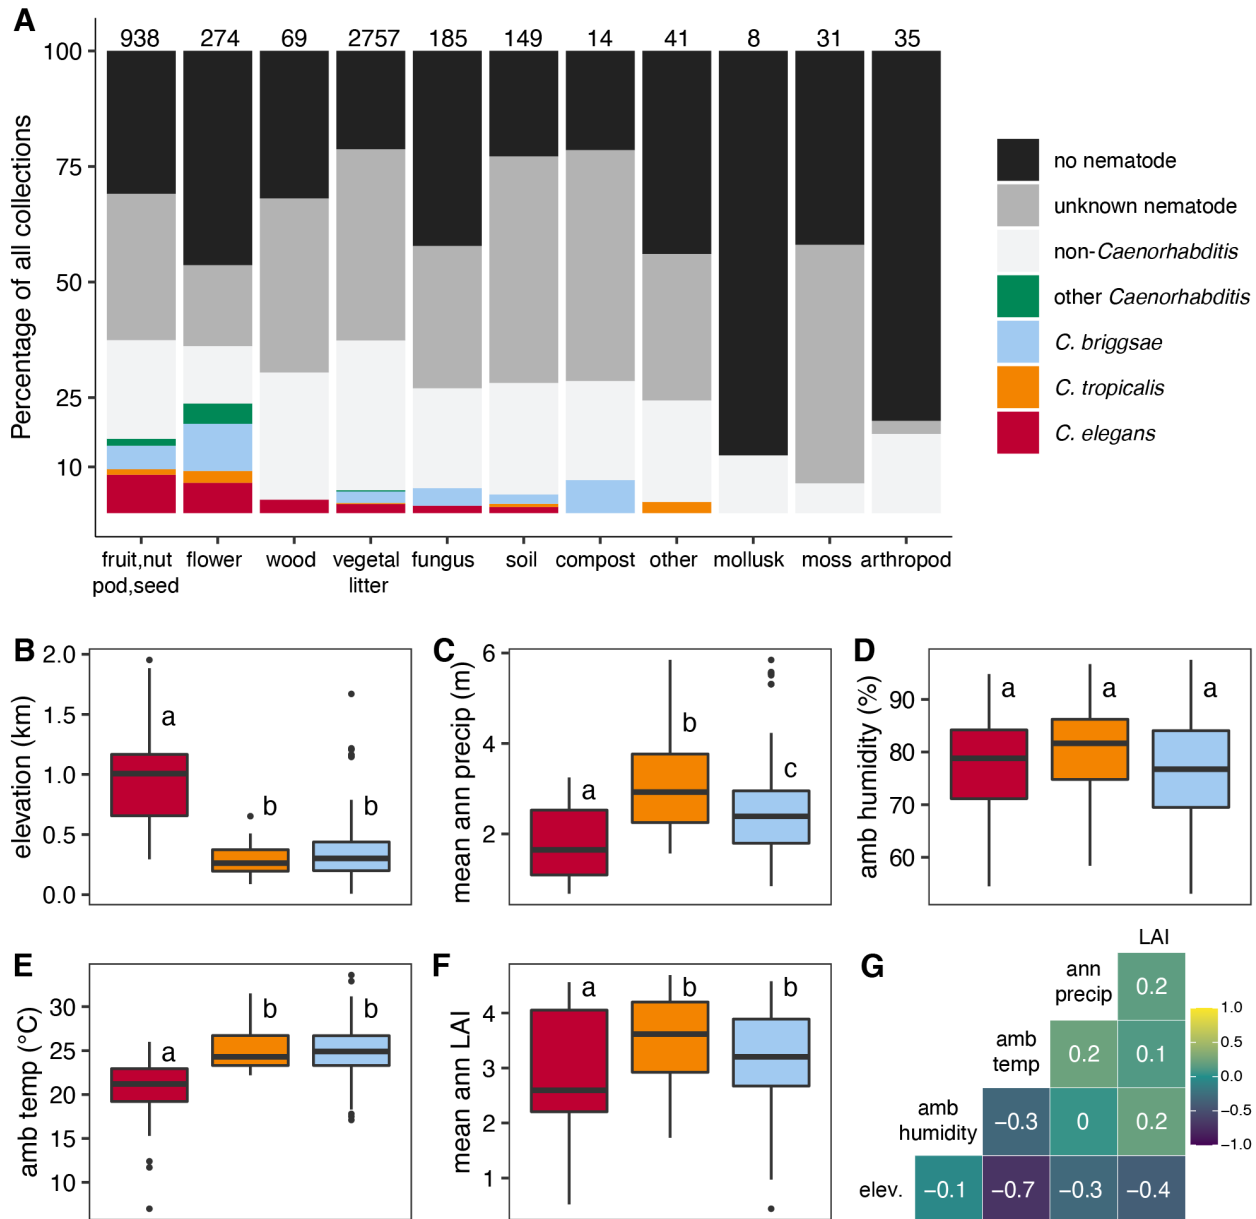 A
938 274 69 2757 185 149 14 41 8 31 35
Percentage of all collections
100
75
50
25
10
fruit,nut
pod,seed
flower
wood
vegetal
litter
fungus
soil
compost
other
mollusk
moss
arthropod
no nematode
unknown nematode
non-Caenorhabditis
other Caenorhabditis
C. briggsae
C. tropicalis
C. elegans
B
elevation (km)
2.0
1.5
1.0
0.5
0.0
a
b
b
C
mean ann precip (m)
6
4
2
a
b
c
D
amb humidity (%)
90
80
70
60
a
a
a
E
amb temp (°C)
30
25
20
15
10
a
b
b
F
mean ann LAI
4
3
2
1
a
b
b
G
LAI
ann
precip
0.2
amb
temp
0.2 0.1
amb
humidity
−0.3 0 0.2
elev.
−0.1 −0.7 −0.3 −0.4
1.0
0.5
0.0
−0.5
−1.0